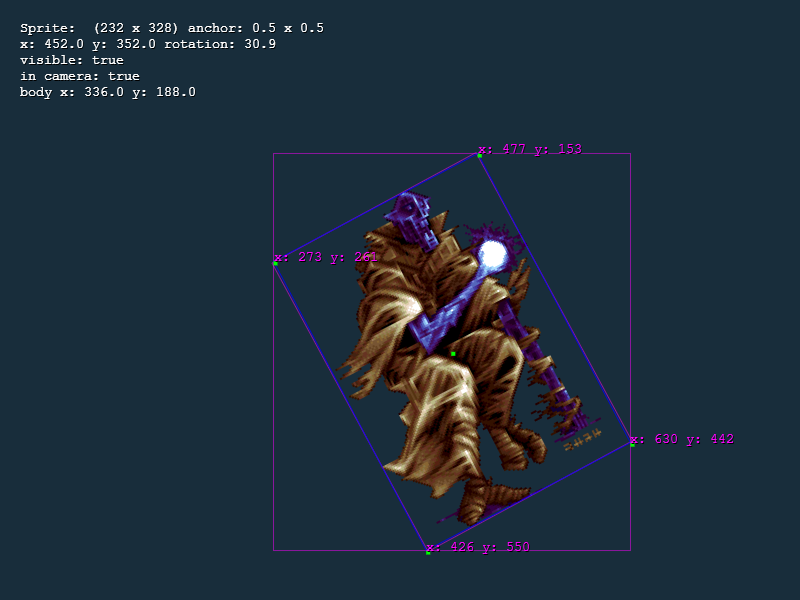 Sprite:  (232 x 328) anchor: 0.5 x 0.5
x: 452.0 y: 352.0 rotation: 30.9
visible: true
in camera: true
body x: 336.0 y: 188.0
x: 477 y: 153
x: 273 y: 261
x: 630 y: 442
x: 426 y: 550